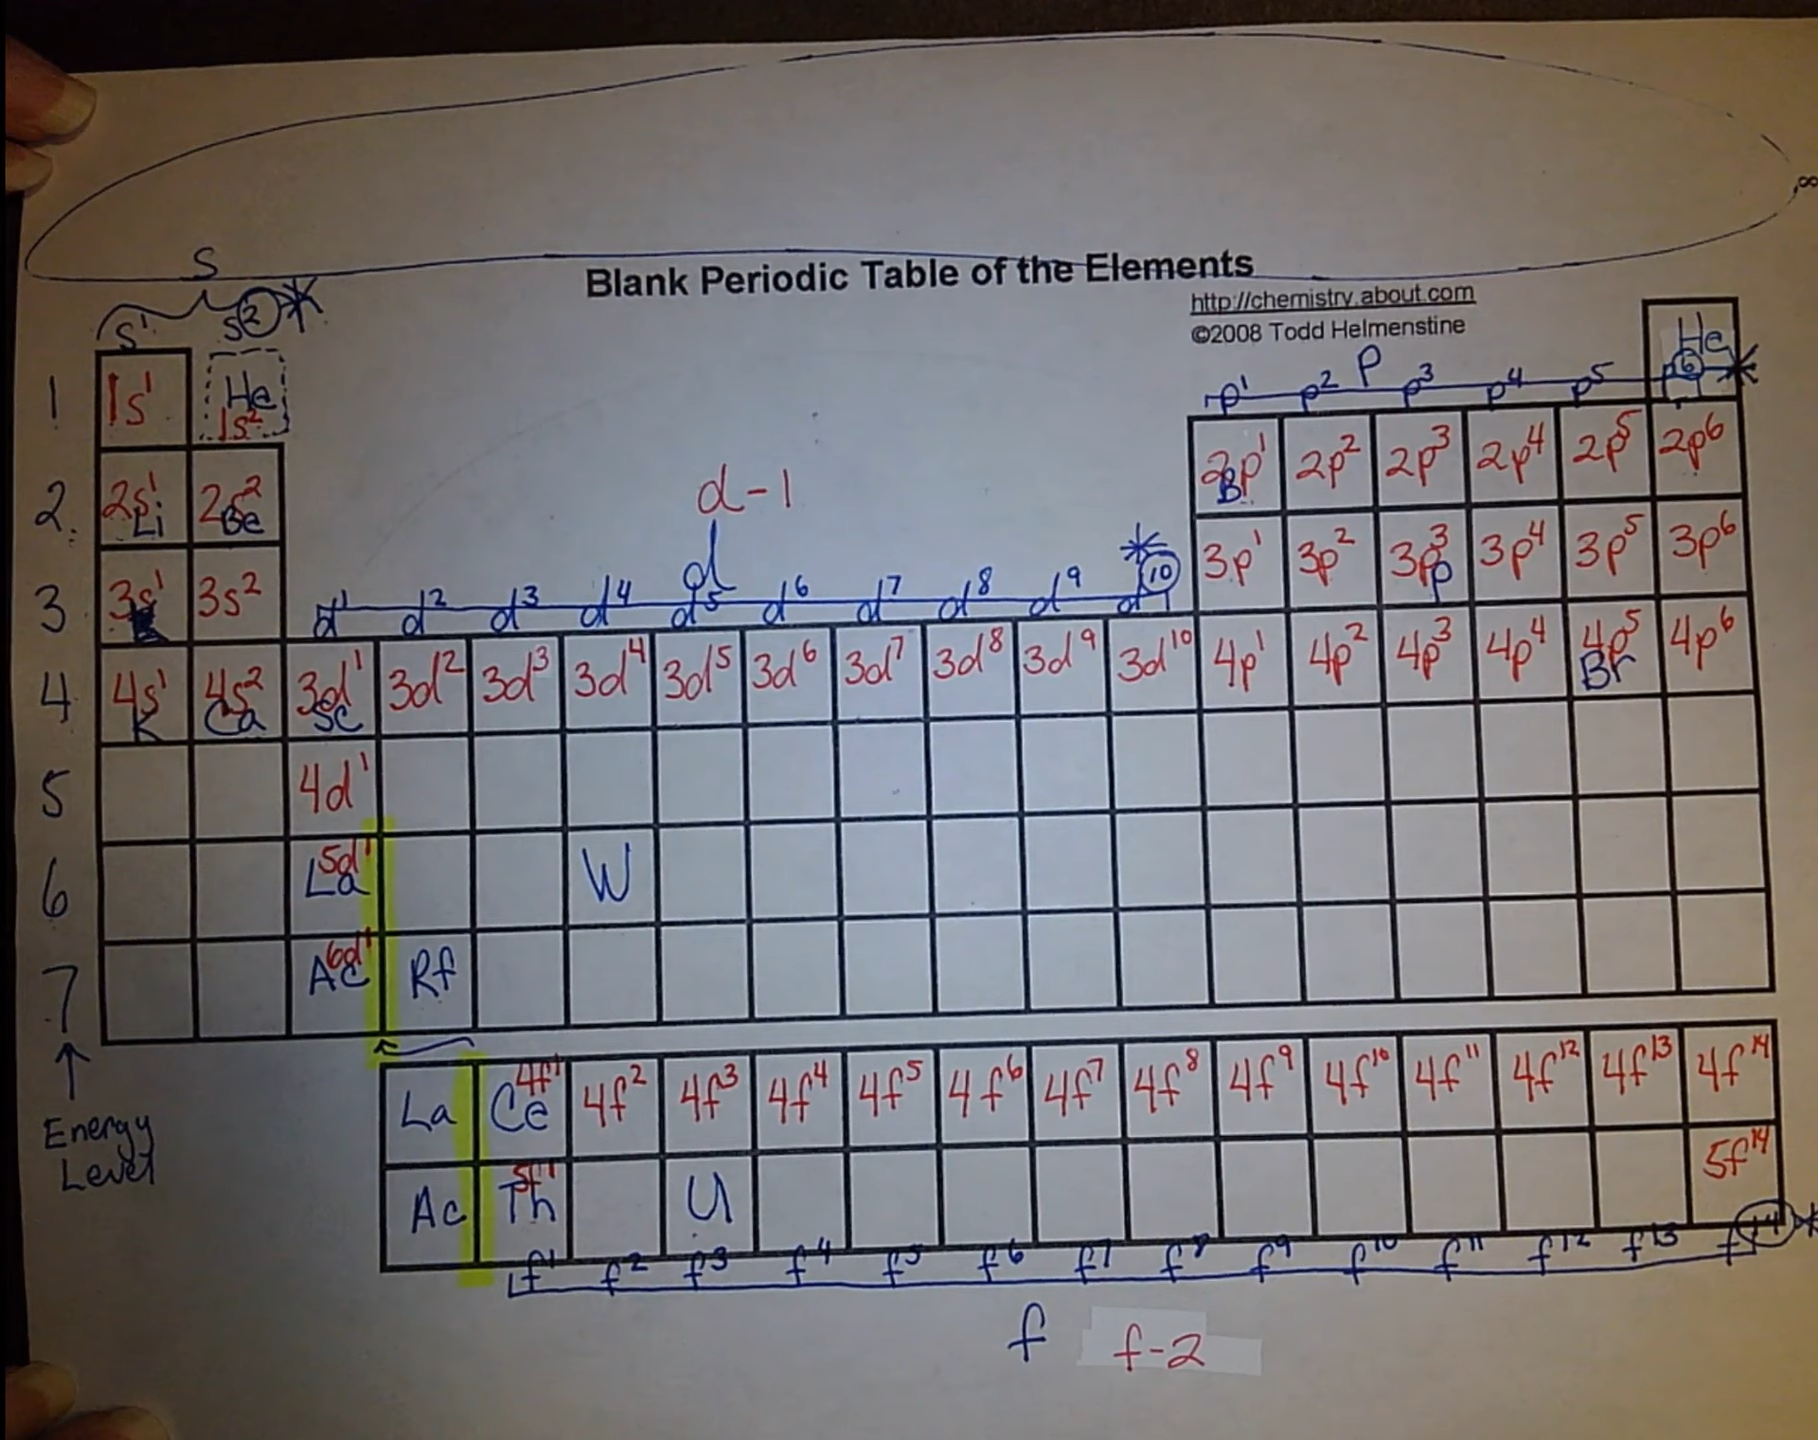 S
Blank Periodic Table of the Elements
http://chemistry.about.com
©2008 Todd Helmenstine
s¹ s② *
He
P
p¹ p² p³ p⁴ p⁵ p⑥ *
1 1s¹ He 1s²
2 2s¹ Li 2s² Be 2p¹ B 2p² 2p³ 2p⁴ 2p⁵ 2p⁶
d-1
d
3 3s¹ 3s² 3p¹ 3p² 3p³ P 3p⁴ 3p⁵ 3p⁶
d¹ d² d³ d⁴ d⁵ d⁶ d⁷ d⁸ d⁹ d⑩ *
4 4s¹ K 4s² Ca 3d¹ Sc 3d² 3d³ 3d⁴ 3d⁵ 3d⁶ 3d⁷ 3d⁸ 3d⁹ 3d¹⁰ 4p¹ 4p² 4p³ 4p⁴ 4p⁵ Br 4p⁶
5 4d¹
6 5d¹ La W
7 6d¹ Ac Rf
Energy
Level
La Ce 4f¹ 4f² 4f³ 4f⁴ 4f⁵ 4f⁶ 4f⁷ 4f⁸ 4f⁹ 4f¹⁰ 4f¹¹ 4f¹² 4f¹³ 4f¹⁴
Ac Th 5f¹ U 5f¹⁴
f¹ f² f³ f⁴ f⁵ f⁶ f⁷ f⁸ f⁹ f¹⁰ f¹¹ f¹² f¹³ f⑭ *
f f-2